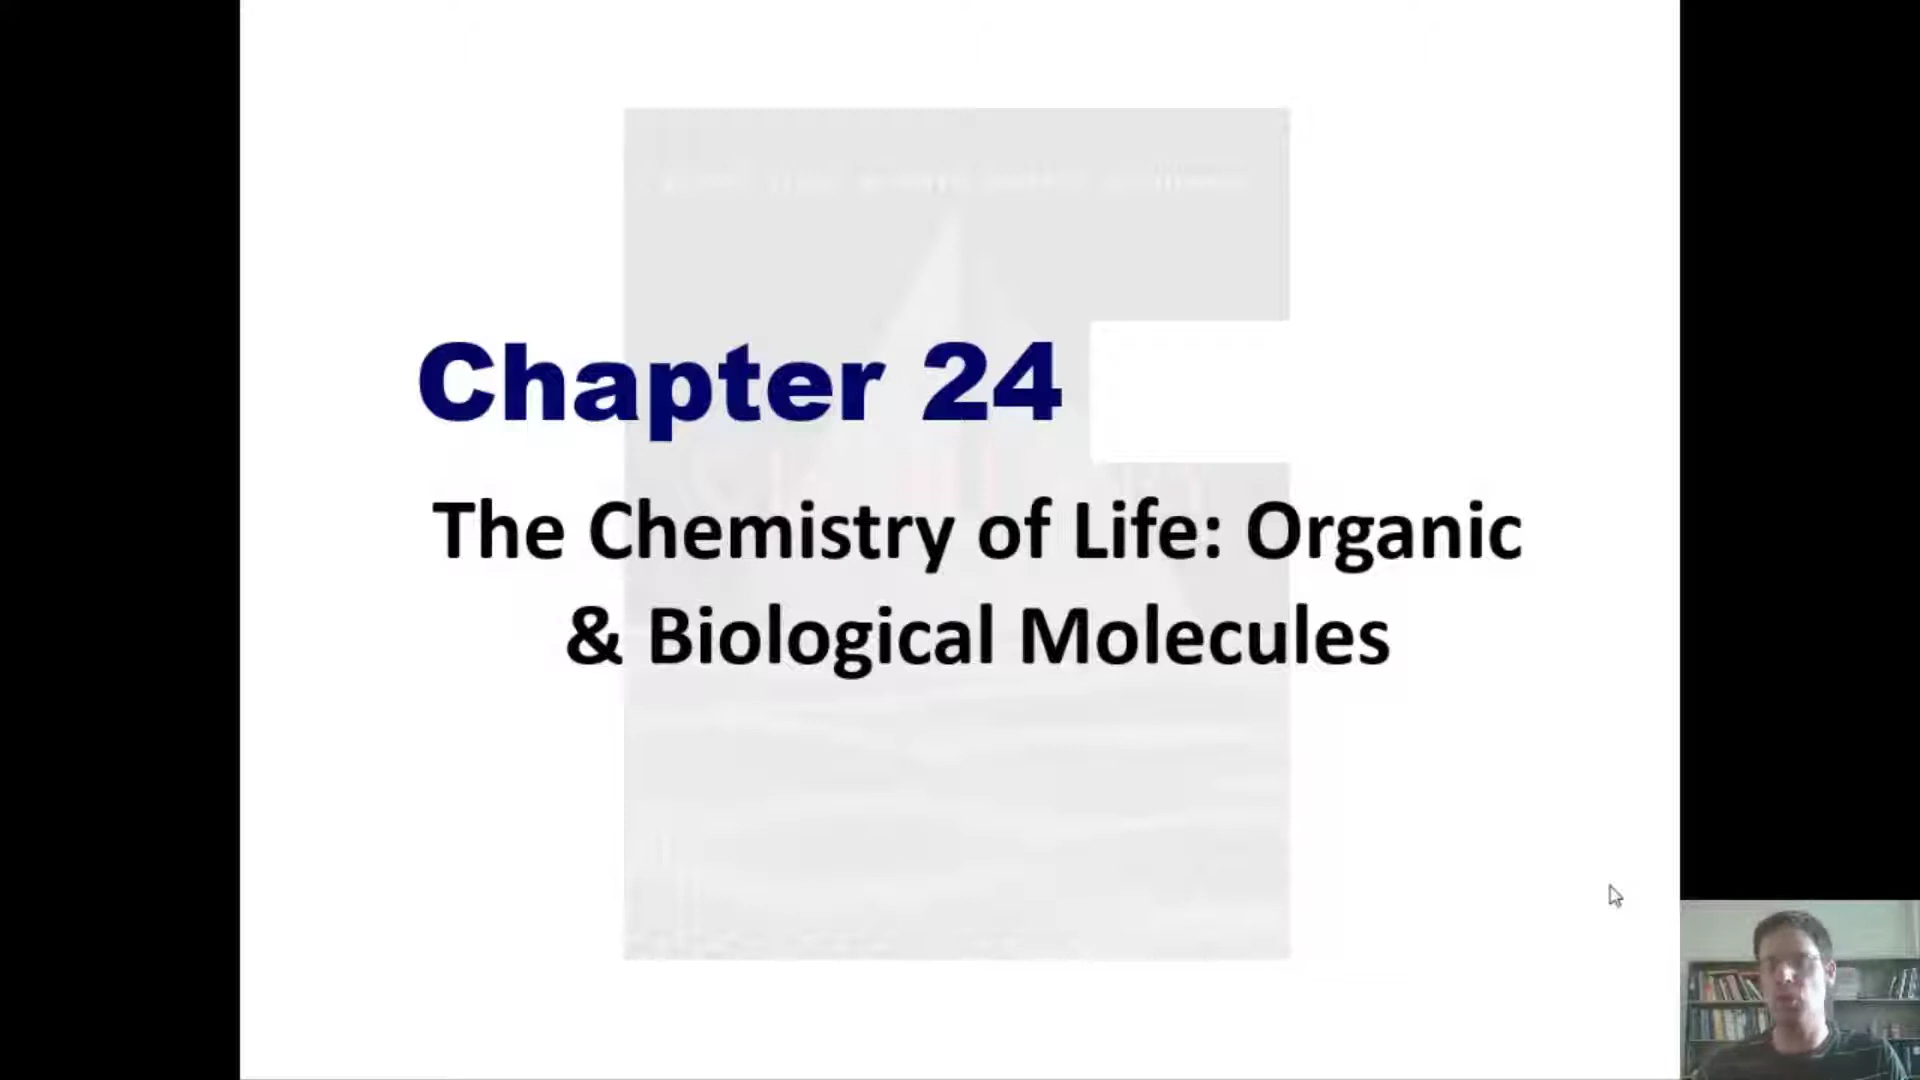 Chapter 24
The Chemistry of Life: Organic
& Biological Molecules